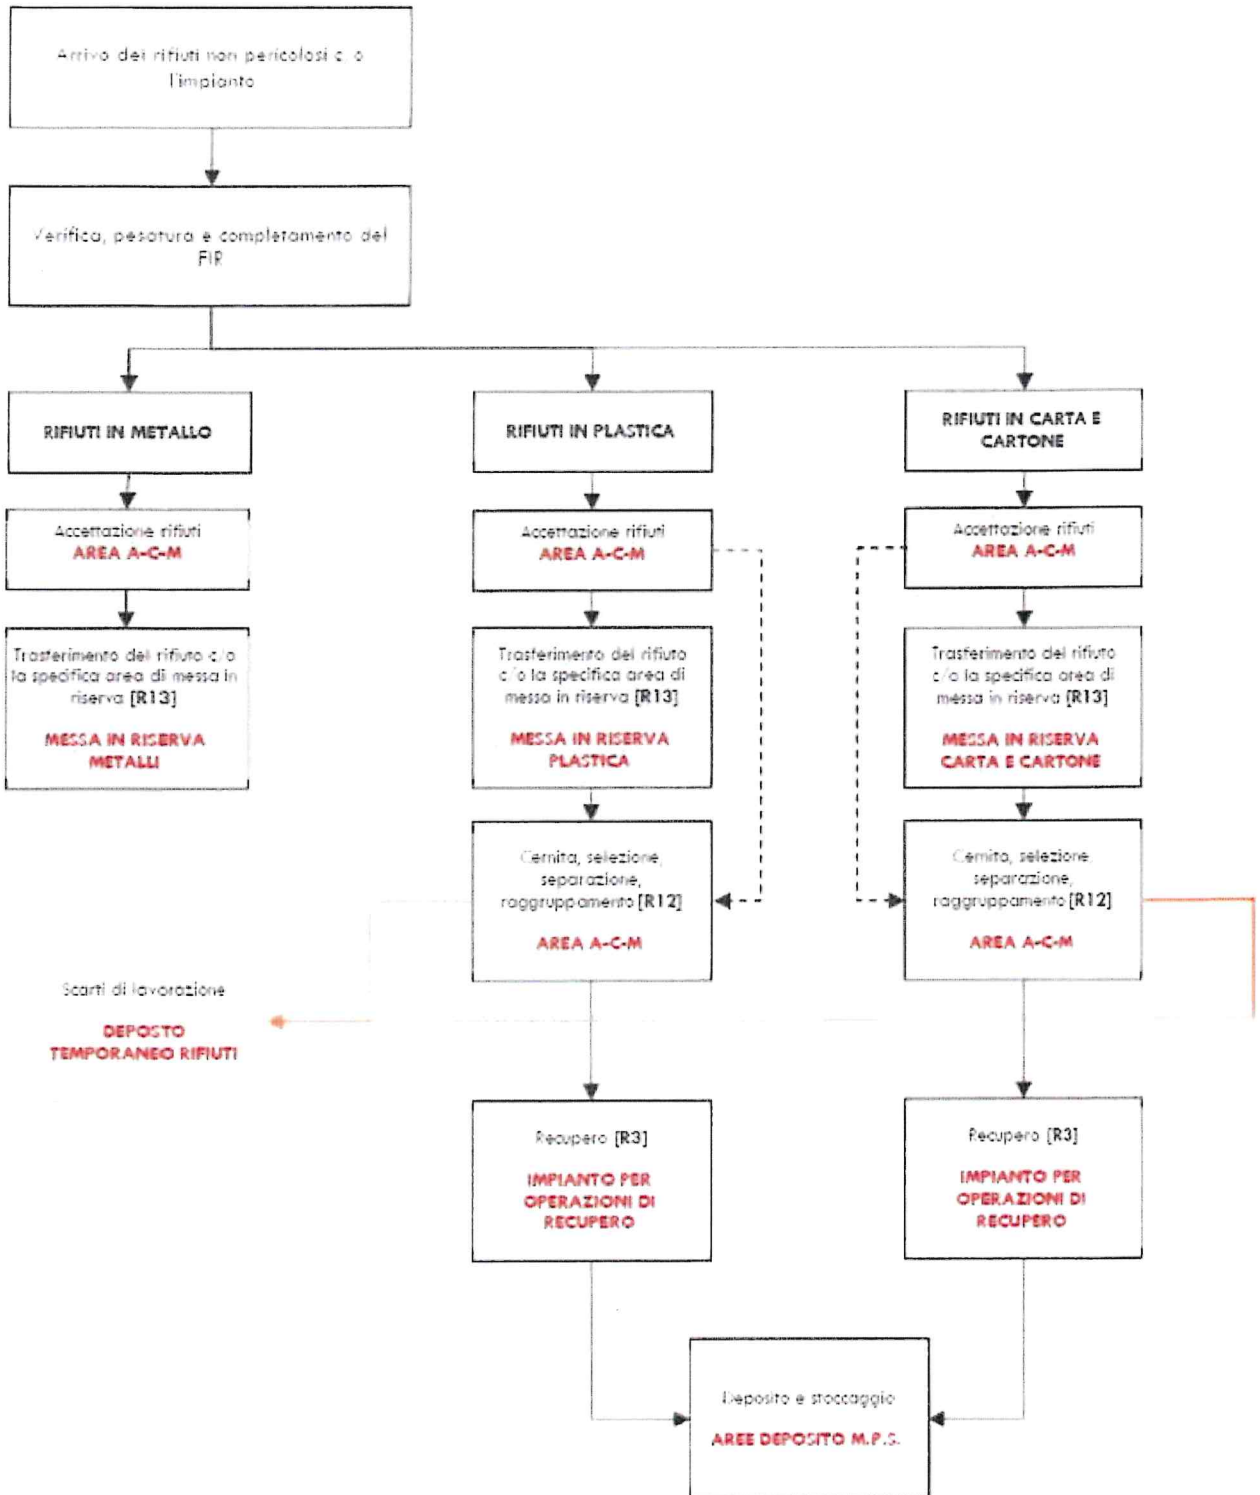 Arrivo dei rifiuti non pericolosi c/o
l'impianto
Verifica, pesatura e completamento del
FIR
RIFIUTI IN METALLO
RIFIUTI IN PLASTICA
RIFIUTI IN CARTA E
CARTONE
Accettazione rifiuti
AREA A-C-M
Accettazione rifiuti
AREA A-C-M
Accettazione rifiuti
AREA A-C-M
Trasferimento del rifiuto c/o
la specifica area di messa in
riserva [R13]
MESSA IN RISERVA
METALLI
Trasferimento del rifiuto
c/o la specifica area di
messa in riserva [R13]
MESSA IN RISERVA
PLASTICA
Trasferimento del rifiuto
c/o la specifica area di
messa in riserva [R13]
MESSA IN RISERVA
CARTA E CARTONE
Cernita, selezione,
separazione,
raggruppamento [R12]
AREA A-C-M
Cernita, selezione,
separazione,
raggruppamento [R12]
AREA A-C-M
Scarti di lavorazione
DEPOSTO
TEMPORANEO RIFIUTI
Recupero [R3]
IMPIANTO PER
OPERAZIONI DI
RECUPERO
Recupero [R3]
IMPIANTO PER
OPERAZIONI DI
RECUPERO
Deposito e stoccaggio
AREE DEPOSITO M.P.S.